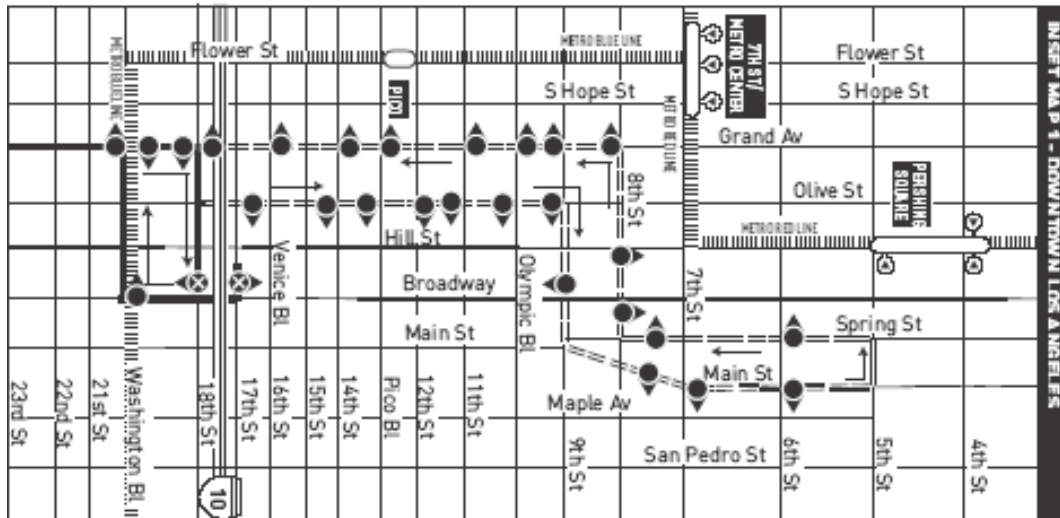 INSET MAP 1 - DOWNTOWN LOS ANGELES
METRO BLUE LINE
Flower St
METRO BLUE LINE
7TH ST/
METRO CENTER
Flower St
PICO
S Hope St
S Hope St
METRO RED LINE
Grand Av
8th St
Olive St
PERSHING
SQUARE
Hill St
METRO RED LINE
Venice Bl
Broadway
Olympic Bl
7th St
Main St
Spring St
Main St
Maple Av
San Pedro St
23rd St
22nd St
21st St
Washington Bl
18th St
17th St
16th St
15th St
14th St
Pico Bl
12th St
11th St
9th St
6th St
5th St
4th St
10